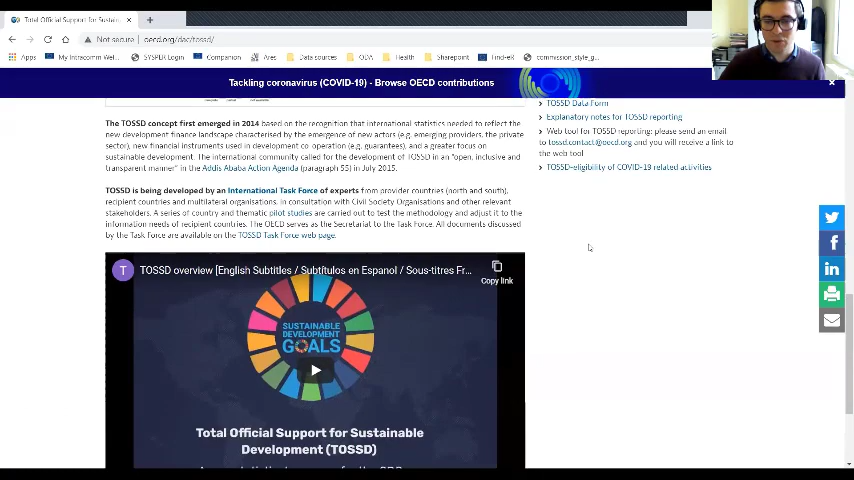 Total Official Support for Sustain
Not secure
oecd.org/dac/tossd/
Apps
My Intracomm Wel...
SYSPER Login
Companion
Ares
Data sources
ODA
Health
Sharepoint
Find-eR
commission_style_g...
Tackling coronavirus (COVID-19) - Browse OECD contributions
The TOSSD concept first emerged in 2014 based on the recognition that international statistics needed to reflect the
new development finance landscape characterised by the emergence of new actors (e.g. emerging providers, the private
sector), new financial instruments used in development co-operation (e.g. guarantees), and a greater focus on
sustainable development. The international community called for the development of TOSSD in an "open, inclusive and
transparent manner" in the Addis Ababa Action Agenda (paragraph 55) in July 2015.
TOSSD is being developed by an International Task Force of experts from provider countries (north and south),
recipient countries and multilateral organisations, in consultation with Civil Society Organisations and other relevant
stakeholders. A series of country and thematic pilot studies are carried out to test the methodology and adjust it to the
information needs of recipient countries. The OECD serves as the Secretariat to the Task Force. All documents discussed
by the Task Force are available on the TOSSD Task Force web page.
TOSSD Data Form
Explanatory notes for TOSSD reporting
Web tool for TOSSD reporting: please send an email
to tossd.contact@oecd.org and you will receive a link to
the web tool
TOSSD-eligibility of COVID-19 related activities
T
TOSSD overview [English Subtitles / Subtítulos en Espanol / Sous-titres Fr...
Copy link
SUSTAINABLE
DEVELOPMENT
GOALS
Total Official Support for Sustainable
Development (TOSSD)